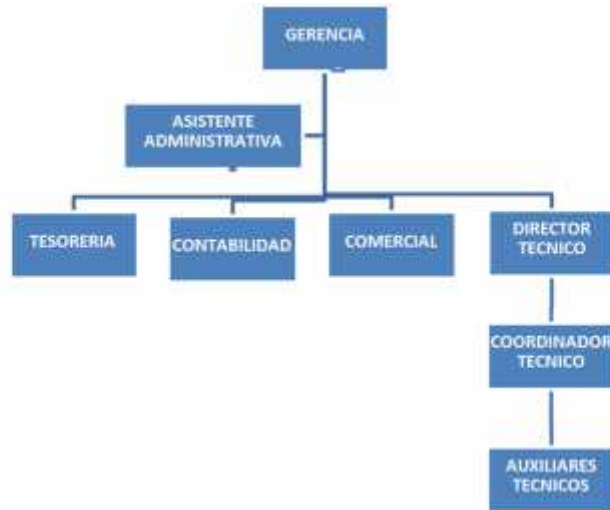 GERENCIA
ASISTENTE
ADMINISTRATIVA
TESORERIA
CONTABILIDAD
COMERCIAL
DIRECTOR
TECNICO
COORDINADOR
TECNICO
AUXILIARES
TECNICOS